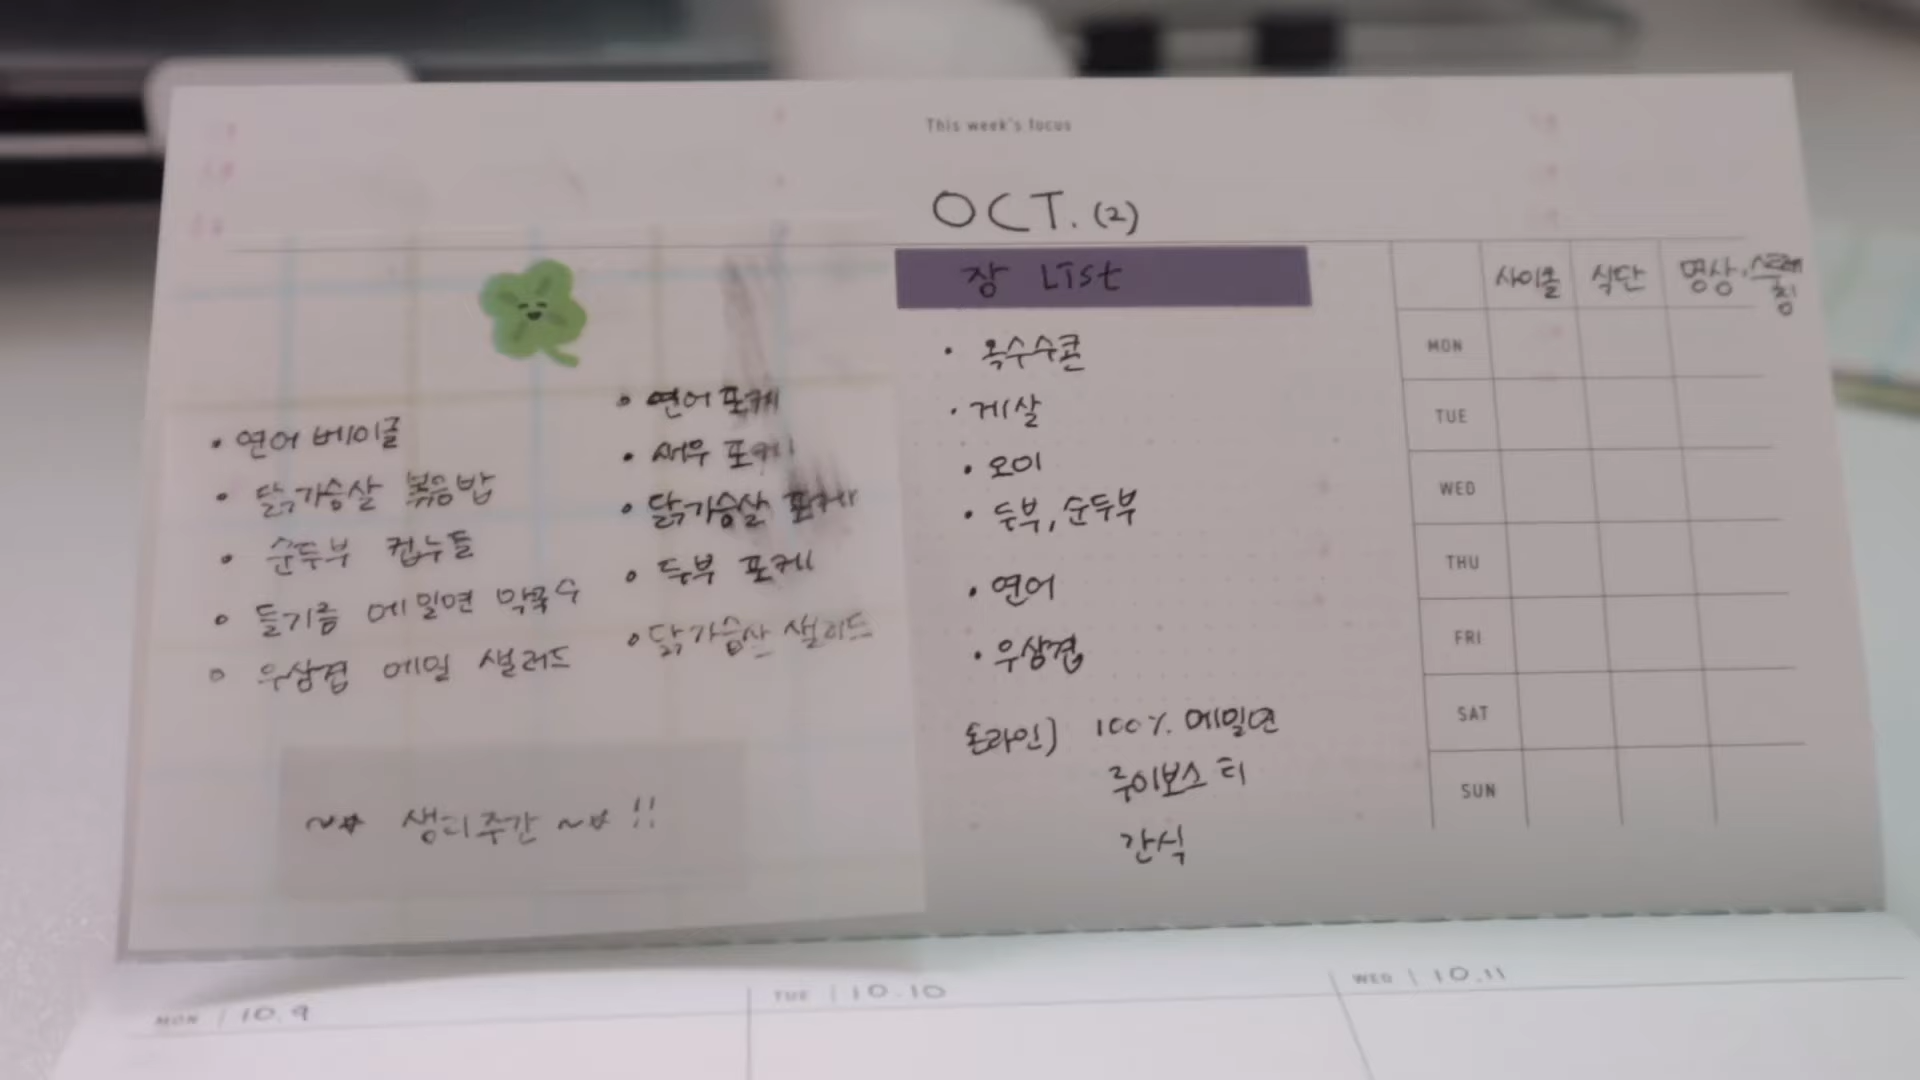 This week's focus
OCT. (2)
• 연어 베이글
• 닭가슴살 볶음밥
• 순두부 컵누들
• 들기름 메밀면 막국수
• 우삼겹 메밀 샐러드
• 연어 포케
• 새우 포케
• 닭가슴살 포케
• 두부 포케
• 닭가슴살 샐러드
생리주간 ~ !!
장 List
• 옥수수콘
• 게살
• 오이
• 두부, 순두부
• 연어
• 우삼겹
온라인) 100% 메밀면
루이보스 티
간식
사이클 식단 명상, 스트레칭
MON
TUE
WED
THU
FRI
SAT
SUN
MON | 10.9
TUE | 10.10
WED | 10.11